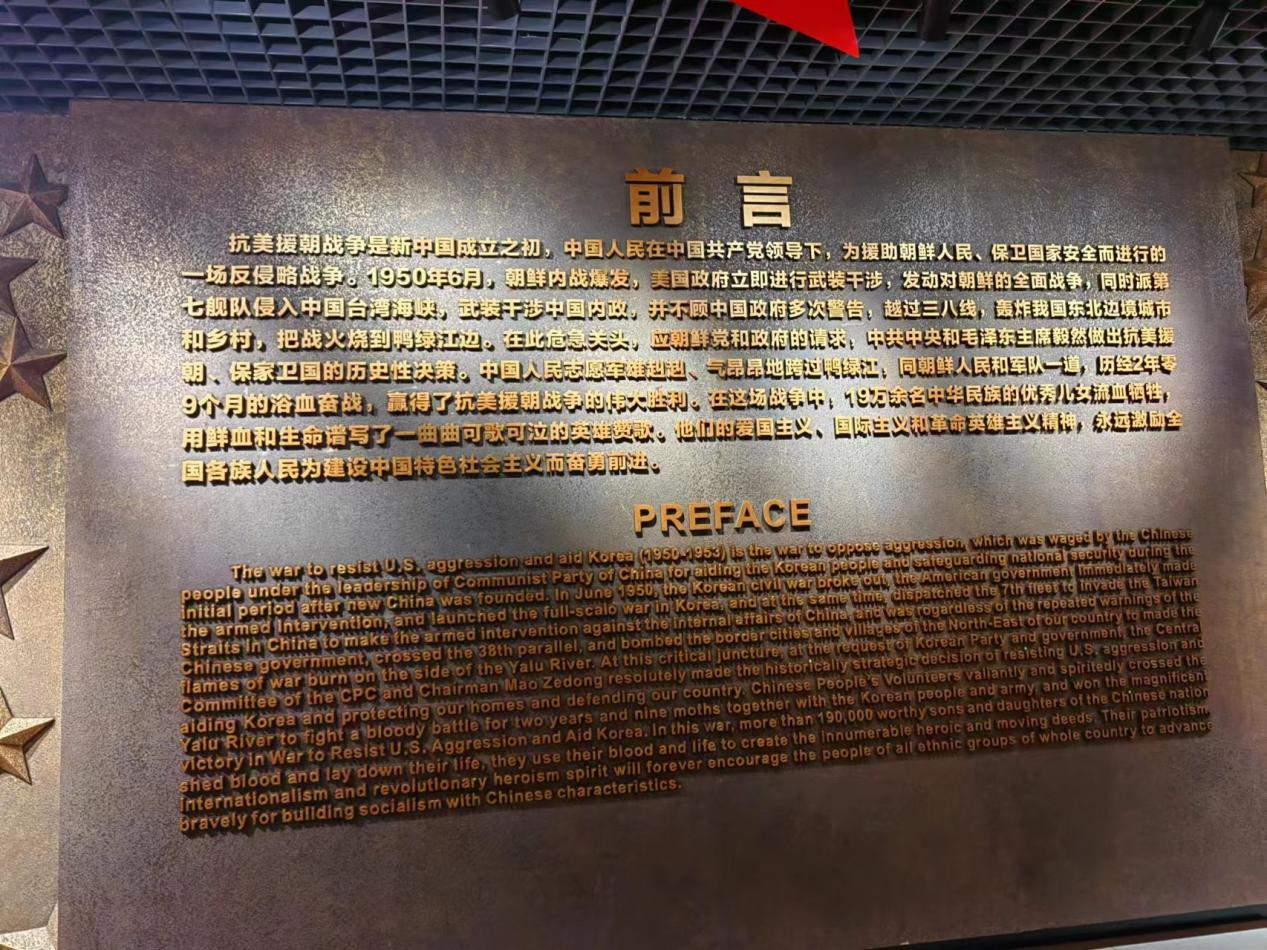 前言
抗美援朝战争是新中国成立之初，中国人民在中国共产党领导下，为援助朝鲜人民、保卫国家安全而进行的
一场反侵略战争。1950年6月，朝鲜内战爆发，美国政府立即进行武装干涉，发动对朝鲜的全面战争，同时派第
七舰队侵入中国台湾海峡，武装干涉中国内政，并不顾中国政府多次警告，越过三八线，轰炸我国东北边境城市
和乡村，把战火烧到鸭绿江边。在此危急关头，应朝鲜党和政府的请求，中共中央和毛泽东主席毅然做出抗美援
朝、保家卫国的历史性决策。中国人民志愿军雄赳赳、气昂昂地跨过鸭绿江，同朝鲜人民和军队一道，历经2年零
9个月的浴血奋战，赢得了抗美援朝战争的伟大胜利。在这场战争中，19万余名中华民族的优秀儿女流血牺牲，
用鲜血和生命谱写了一曲曲可歌可泣的英雄赞歌。他们的爱国主义、国际主义和革命英雄主义精神，永远激励全
国各族人民为建设中国特色社会主义而奋勇前进。
PREFACE
The war to resist U.S. aggression and aid Korea (1950-1953) is the war to oppose aggression, which was waged by the Chinese
people under the leadership of Communist Party of China for aiding the Korean people and safeguarding national security during the
initial period after new China was founded. In June 1950, the Korean civil war broke out, the American goverment immediately made
the armed intervention, and launched the full-scalo war in Korea, and at the same time, dispatched the 7th fleet to invade the Taiwan
Straits in China to make the armed intervention against the internal affairs of China, and was regardless of the repeated warnings of the
Chinese government, crossed the 38th parallel, and bombed the border cities and villages of the North-East of our country to made the
flames of war burn on the side of the Yalu River. At this critical juncture, at the request of Korean Party and government, the Central
Committee of the CPC and Chairman Mao Zedong resolutely made the historically strategic decision of resisting U.S. aggression and
aiding Korea and protecting our homes and defending our country, Chinese People's Volunteers valiantly and spiritedly crossed the
Yalu River to fight a bloody battle for two years and nine moths together with the Korean people and army, and won the magnificent
victory in War to Resist U.S. Aggression and Aid Korea. In this war, more than 190,000 worthy sons and daughters of the Chinese nation
shed blood and lay down their life, they use their blood and life to create the innumerable heroic and moving deeds. Their patriotism,
internationalism and revolutionary heroism spirit will forever encourage the people of all ethnic groups of whole country to advance
bravely for building socialism with Chinese characteristics.